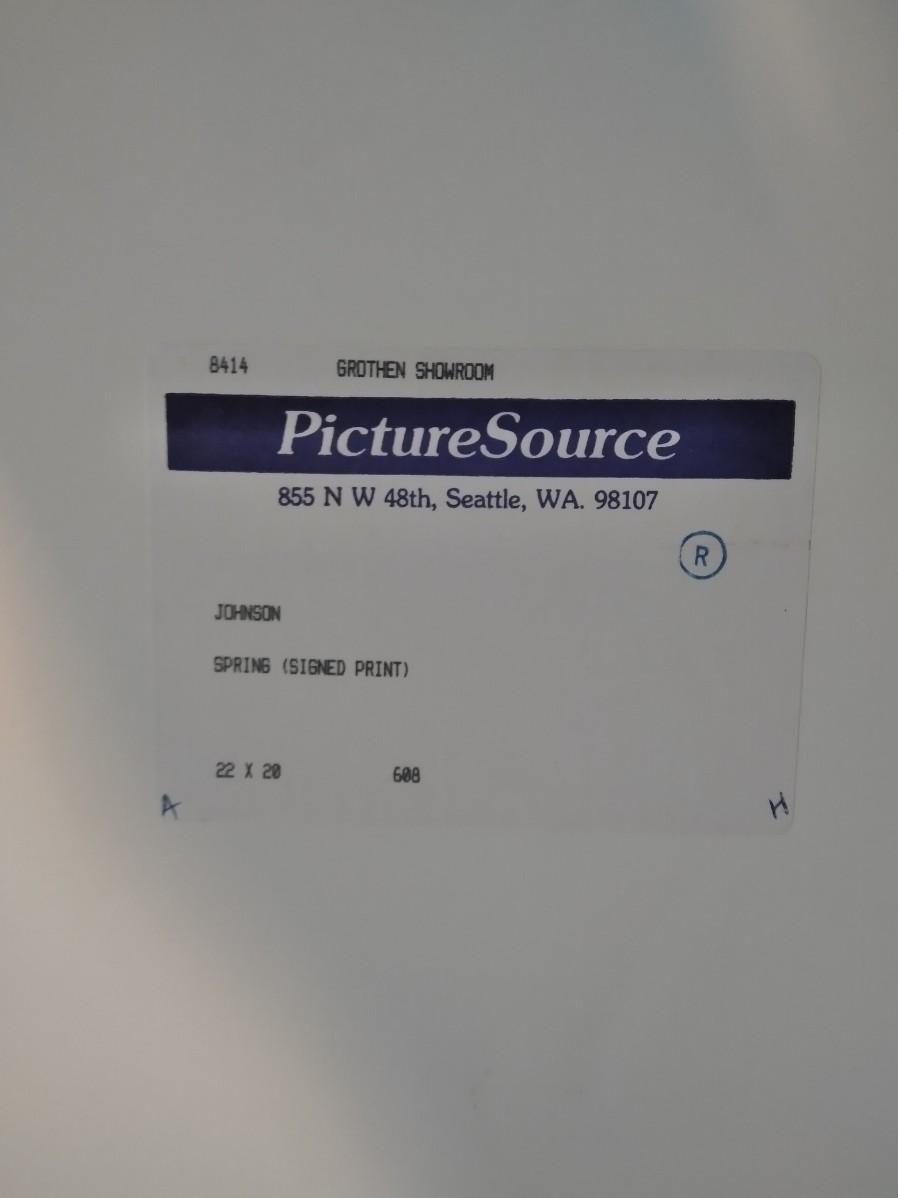 8414 GROTHEN SHOWROOM
PictureSource
855 N W 48th, Seattle, WA. 98107
R
JOHNSON
SPRING (SIGNED PRINT)
22 X 20 608
A H